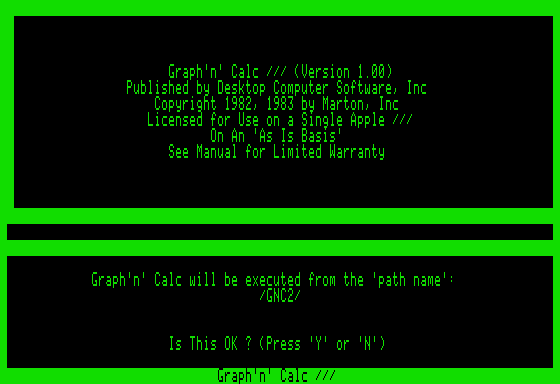 Graph'n' Calc /// (Version 1.00)
Published by Desktop Computer Software, Inc
Copyright 1982, 1983 by Marton, Inc
Licensed for Use on a Single Apple ///
On An 'As Is Basis'
See Manual for Limited Warranty
Graph'n' Calc will be executed from the 'path name':
/GNC2/
Is This OK ? (Press 'Y' or 'N')
Graph'n' Calc ///